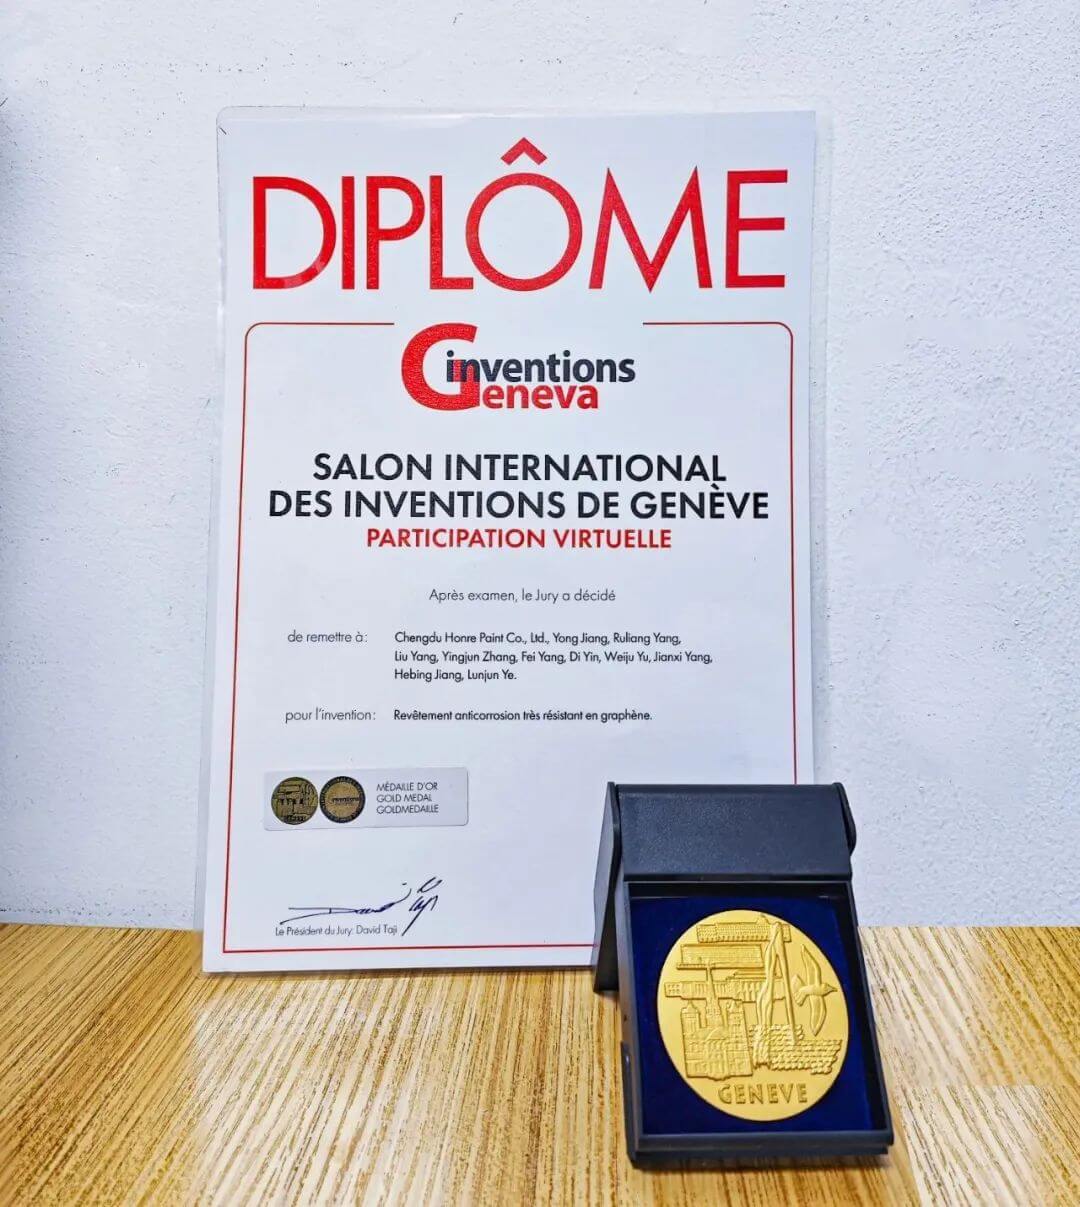 DIPLÔME
inventions
Geneva
SALON INTERNATIONAL
DES INVENTIONS DE GENÈVE
PARTICIPATION VIRTUELLE
Après examen, le Jury a décidé
de remettre à : Chengdu Honre Paint Co., Ltd., Yong Jiang, Ruliang Yang,
Liu Yang, Yingjun Zhang, Fei Yang, Di Yin, Weiju Yu, Jianxi Yang,
Hebing Jiang, Lunjun Ye.
pour l'invention : Revêtement anticorrosion très résistant en graphène.
MÉDAILLE D'OR
GOLD MEDAL
GOLDMEDAILLE
Le Président du Jury: David Taji
GENEVE